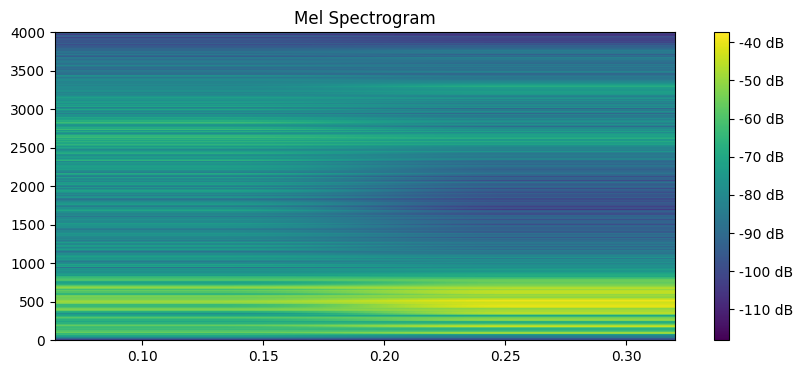 Mel Spectrogram
4000
3500
3000
2500
2000
1500
1000
500
0
0.10 0.15 0.20 0.25 0.30
-40 dB
-50 dB
-60 dB
-70 dB
-80 dB
-90 dB
-100 dB
-110 dB